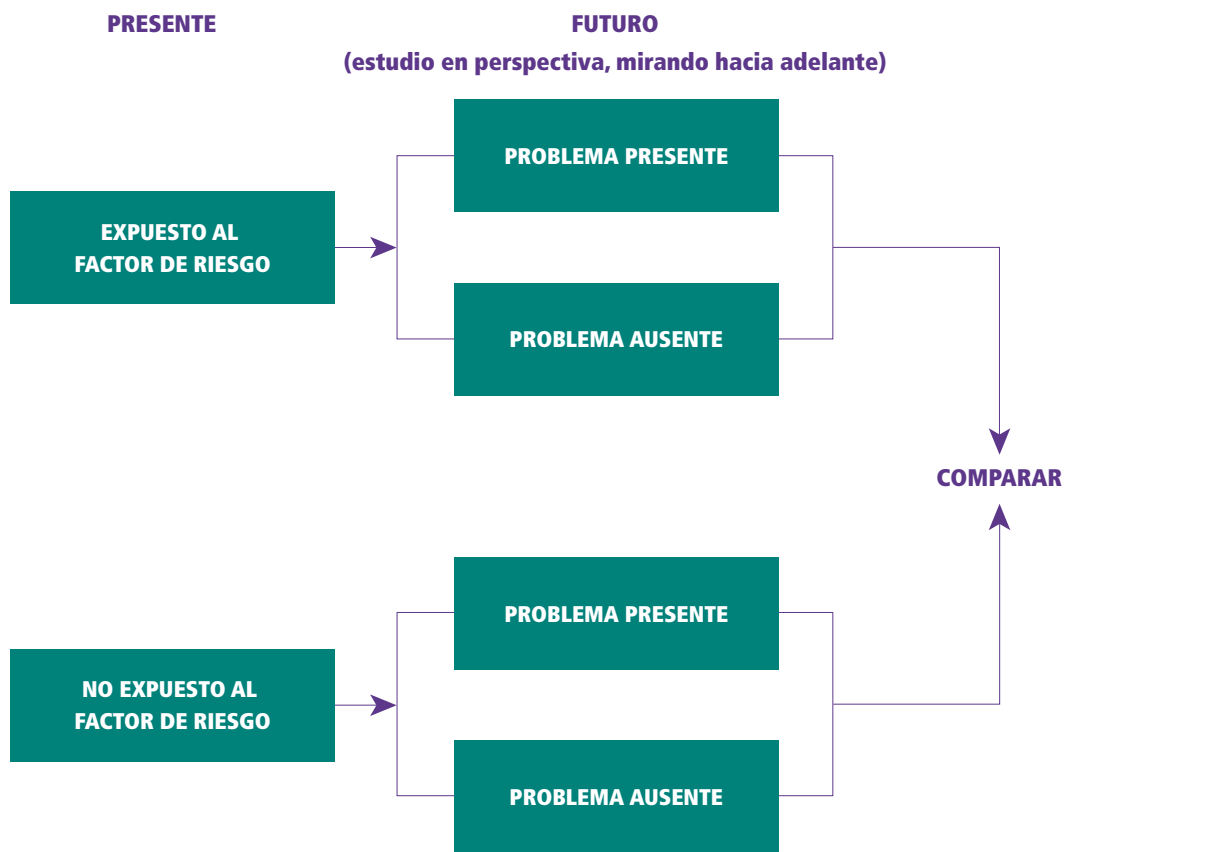 PRESENTE
FUTURO
(estudio en perspectiva, mirando hacia adelante)
PROBLEMA PRESENTE
EXPUESTO AL
FACTOR DE RIESGO
PROBLEMA AUSENTE
COMPARAR
PROBLEMA PRESENTE
NO EXPUESTO AL
FACTOR DE RIESGO
PROBLEMA AUSENTE